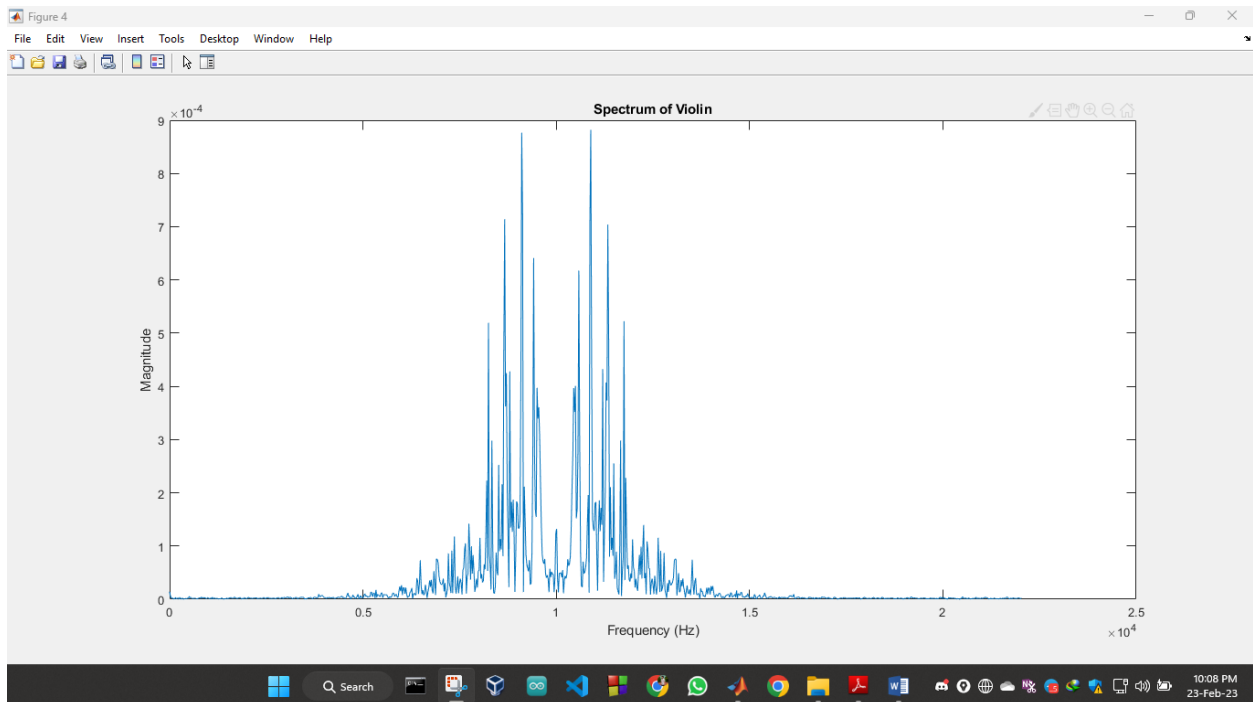 Figure 4
File Edit View Insert Tools Desktop Window Help
Spectrum of Violin
×10-4
9
8
7
6
5
4
3
2
1
0
Magnitude
0 0.5 1 1.5 2 2.5
Frequency (Hz)
×104
Search
10:08 PM
23-Feb-23